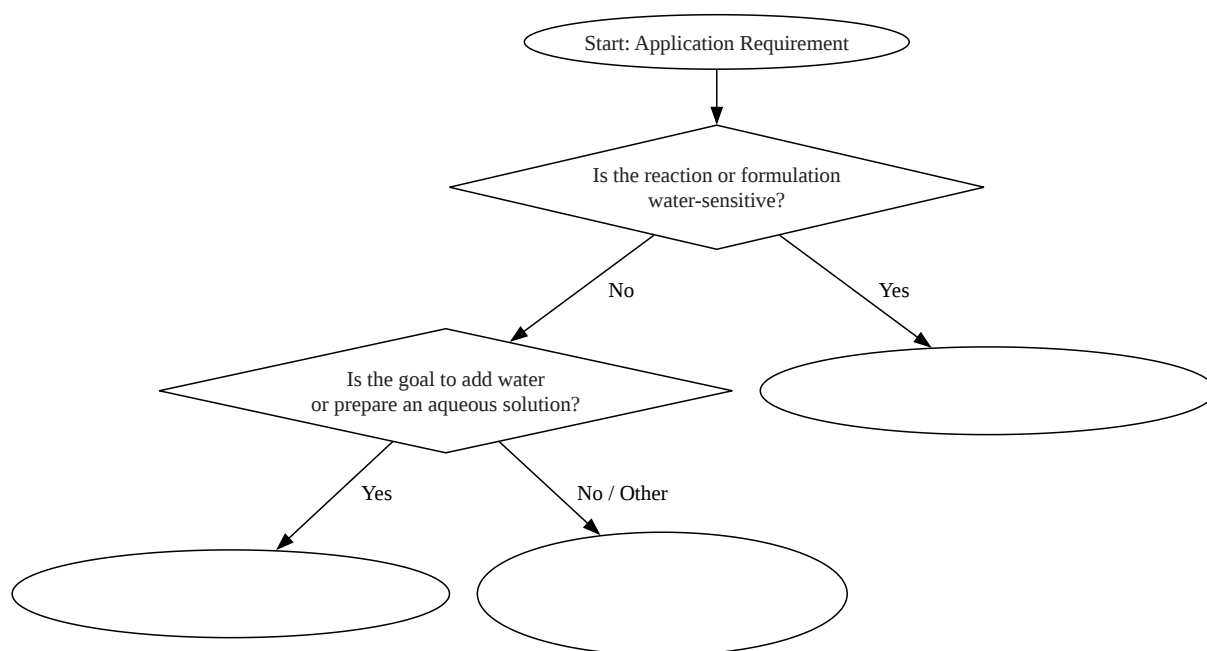 Start: Application Requirement
Is the reaction or formulation
water-sensitive?
No
Yes
Is the goal to add water
or prepare an aqueous solution?
Yes
No / Other